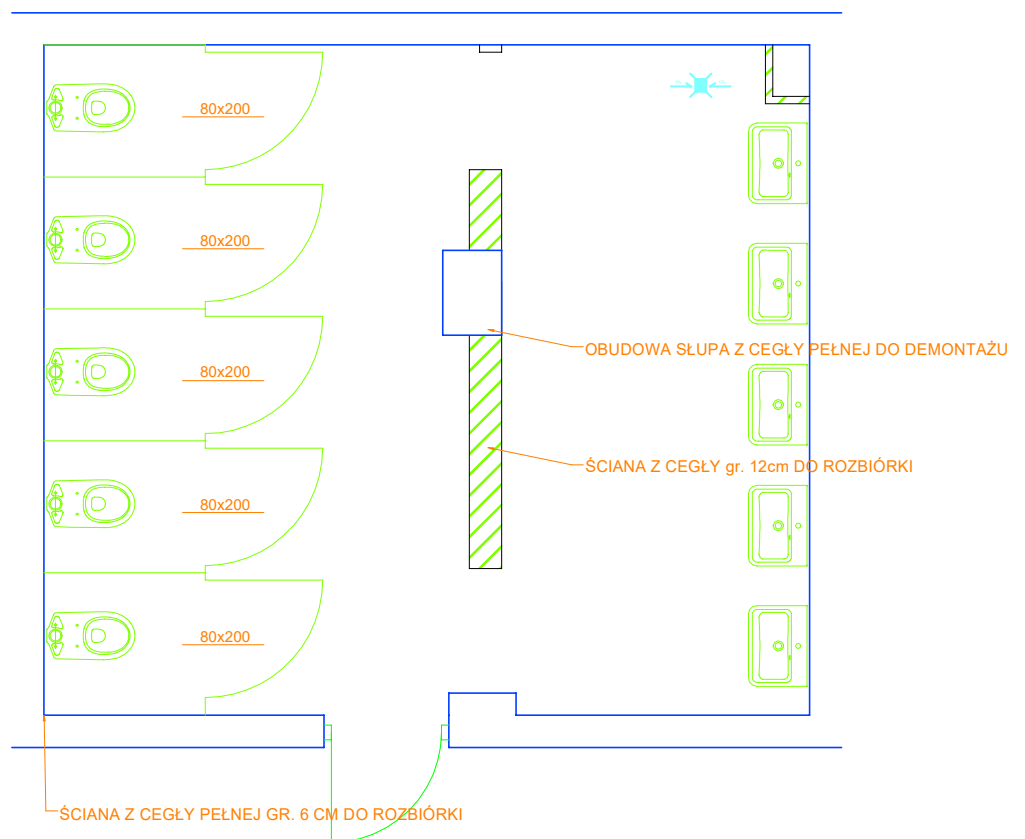 80x200
80x200
OBUDOWA SŁUPA Z CEGŁY PEŁNEJ DO DEMONTAŻU
80x200
ŚCIANA Z CEGŁY gr. 12cm DO ROZBIÓRKI
80x200
80x200
ŚCIANA Z CEGŁY PEŁNEJ GR. 6 CM DO ROZBIÓRKI